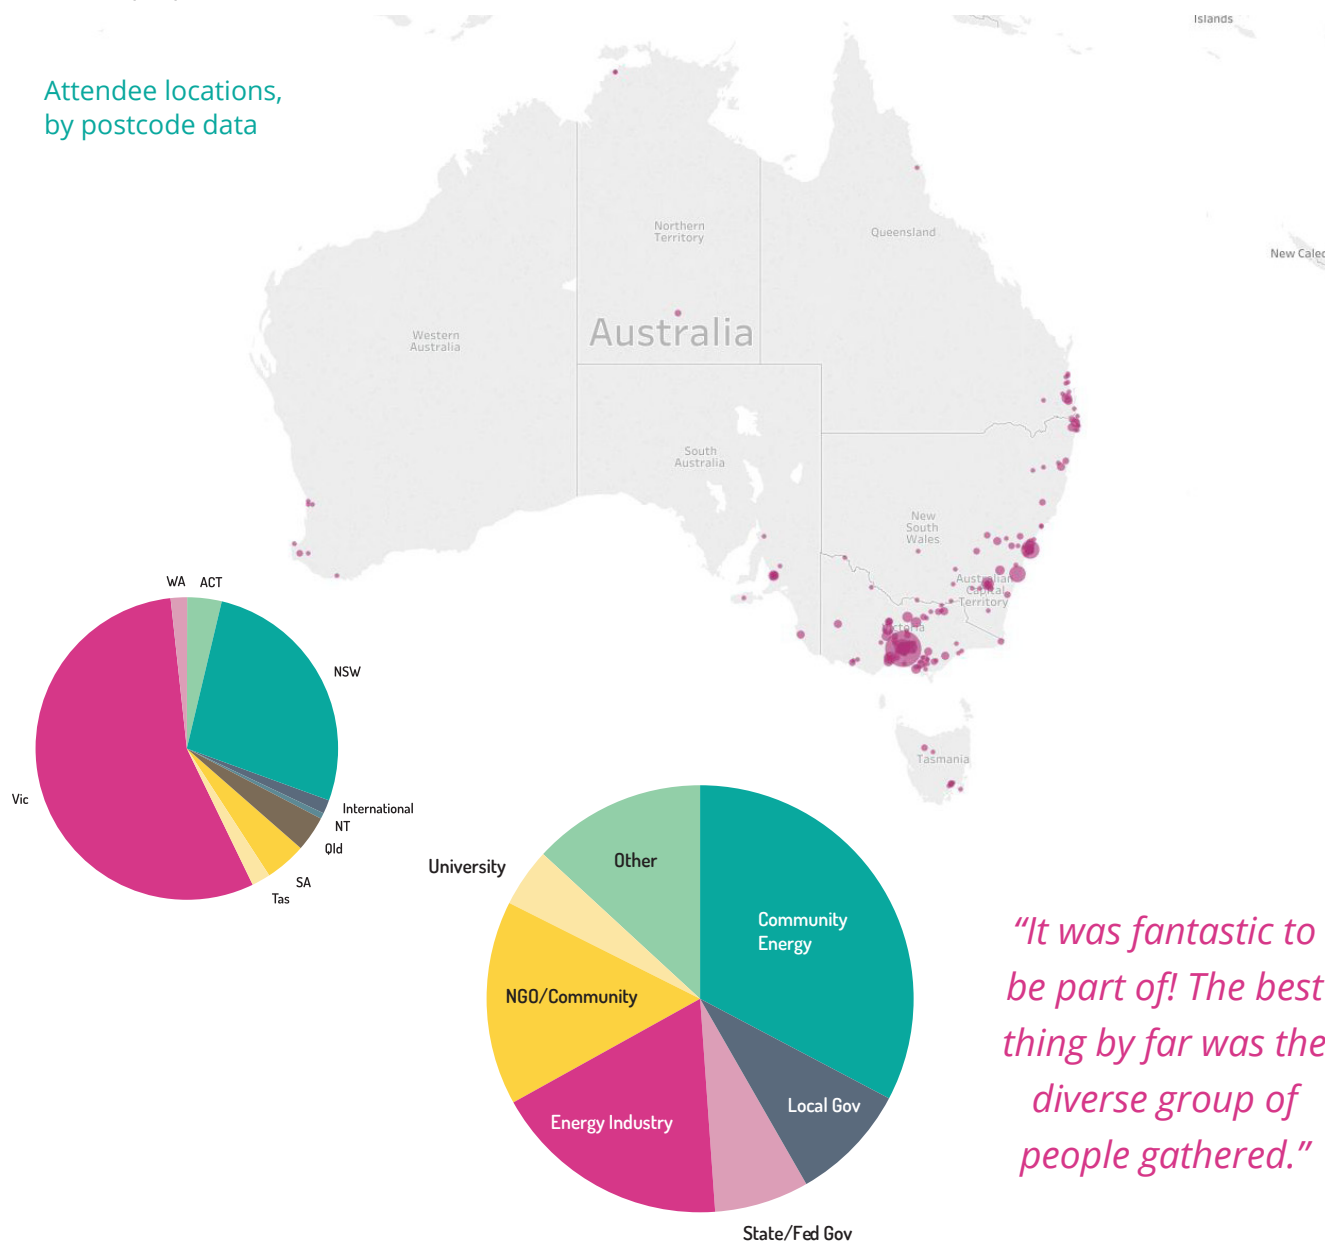 Islands
Attendee locations,
by postcode data
Northern
Territory
Queensland
New Caled
Western
Australia
Australia
South
Australia
New
South
Wales
Australian
Capital
Territory
Victoria
Tasmania
WA
ACT
NSW
Vic
International
NT
Qld
SA
Tas
University
Other
Community
Energy
NGO/Community
Local Gov
Energy Industry
State/Fed Gov
“It was fantastic to
be part of! The best
thing by far was the
diverse group of
people gathered.”